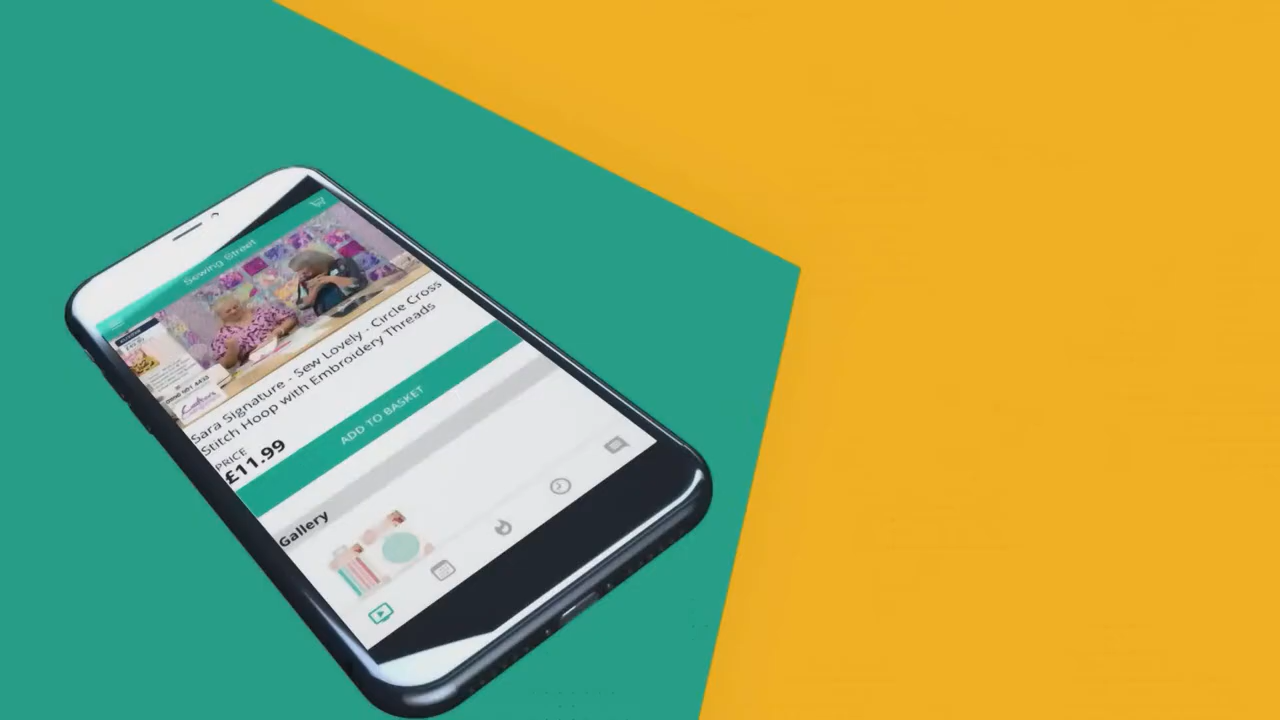 Sewing Street
Sara Signature - Sew Lovely - Circle Cross
Stitch Hoop with Embroidery Threads
PRICE
£11.99
ADD TO BASKET
Gallery